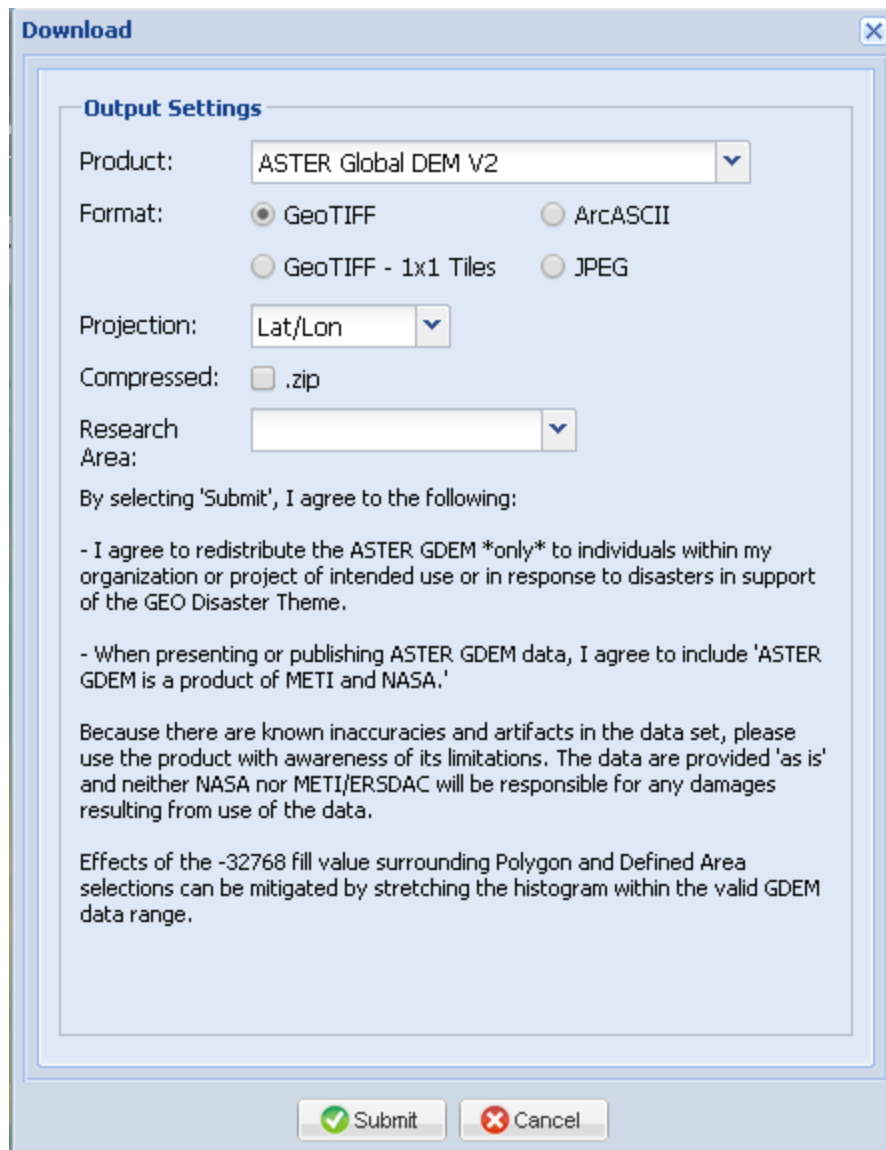 Download
Output Settings
Product: ASTER Global DEM V2
Format: GeoTIFF ArcASCII
GeoTIFF - 1x1 Tiles JPEG
Projection: Lat/Lon
Compressed: .zip
Research
Area:
By selecting 'Submit', I agree to the following:
- I agree to redistribute the ASTER GDEM *only* to individuals within my
organization or project of intended use or in response to disasters in support
of the GEO Disaster Theme.
- When presenting or publishing ASTER GDEM data, I agree to include 'ASTER
GDEM is a product of METI and NASA.'
Because there are known inaccuracies and artifacts in the data set, please
use the product with awareness of its limitations. The data are provided 'as is'
and neither NASA nor METI/ERSDAC will be responsible for any damages
resulting from use of the data.
Effects of the -32768 fill value surrounding Polygon and Defined Area
selections can be mitigated by stretching the histogram within the valid GDEM
data range.
Submit Cancel